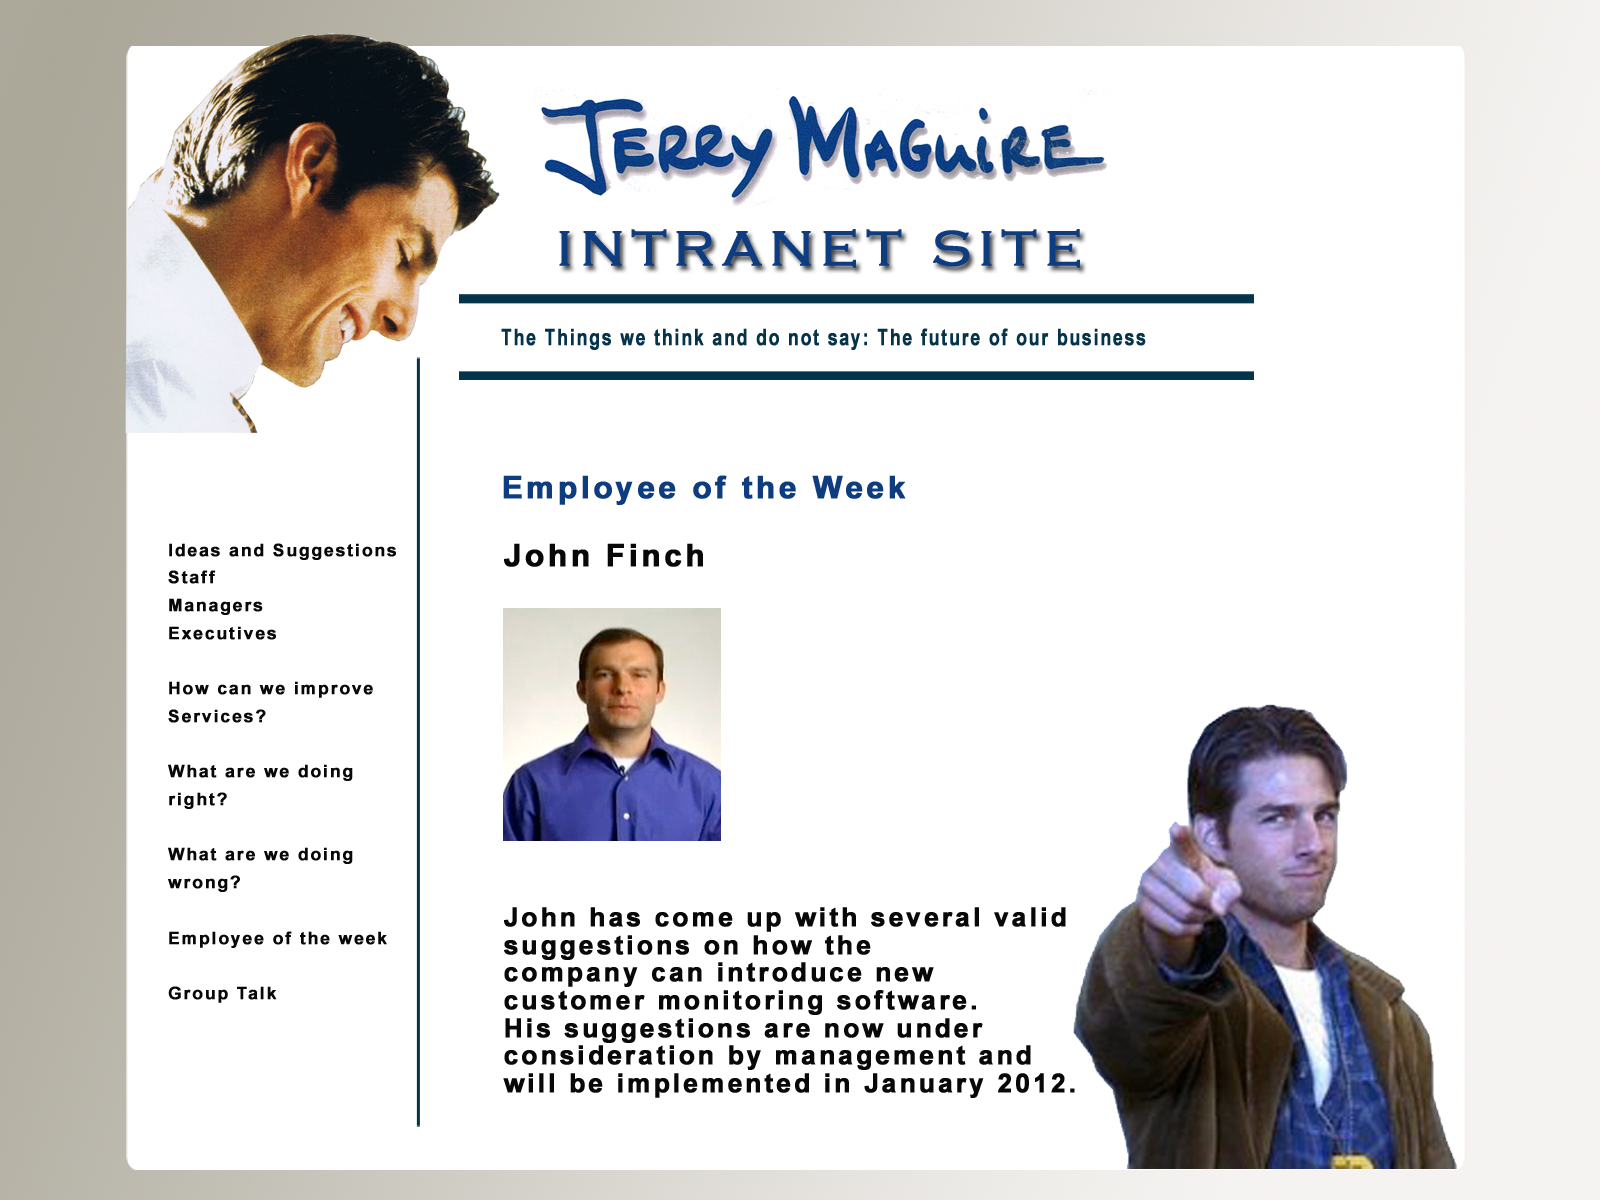 Jerry Maguire
INTRANET SITE
The Things we think and do not say: The future of our business
Ideas and Suggestions
Staff
Managers
Executives
How can we improve
Services?
What are we doing
right?
What are we doing
wrong?
Employee of the week
Group Talk
Employee of the Week
John Finch
John has come up with several valid
suggestions on how the
company can introduce new
customer monitoring software.
His suggestions are now under
consideration by management and
will be implemented in January 2012.